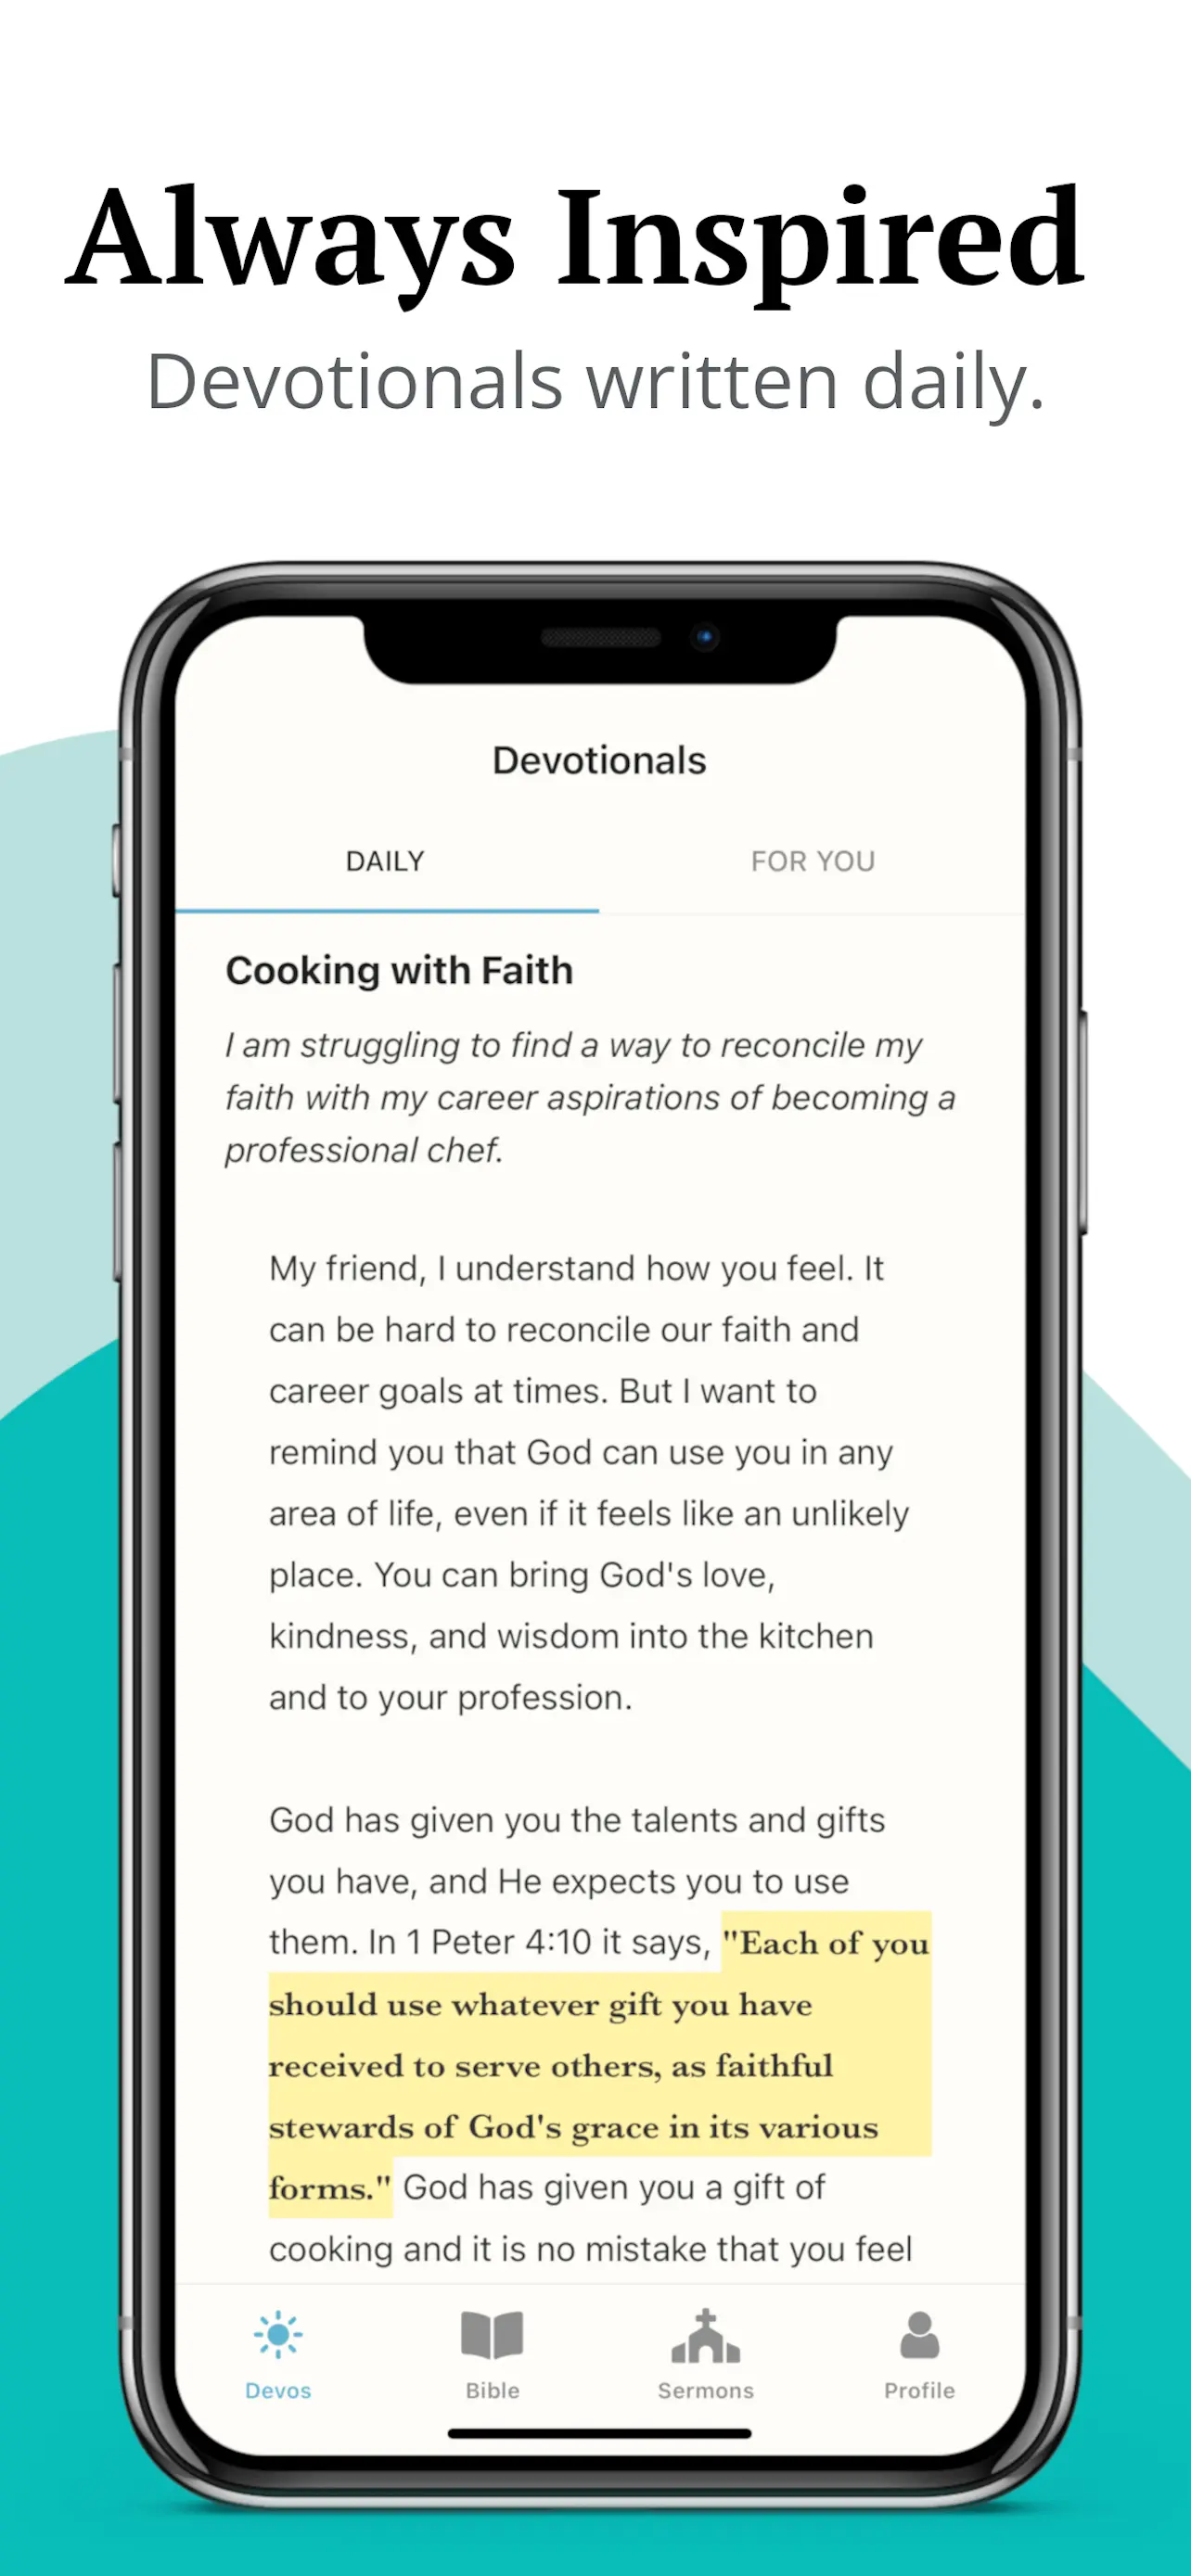 Always Inspired
Devotionals written daily.
Devotionals
DAILY
FOR YOU
Cooking with Faith
I am struggling to find a way to reconcile my
faith with my career aspirations of becoming a
professional chef.
My friend, I understand how you feel. It
can be hard to reconcile our faith and
career goals at times. But I want to
remind you that God can use you in any
area of life, even if it feels like an unlikely
place. You can bring God's love,
kindness, and wisdom into the kitchen
and to your profession.
God has given you the talents and gifts
you have, and He expects you to use
them. In 1 Peter 4:10 it says, "Each of you
should use whatever gift you have
received to serve others, as faithful
stewards of God's grace in its various
forms." God has given you a gift of
cooking and it is no mistake that you feel
Devos
Bible
Sermons
Profile